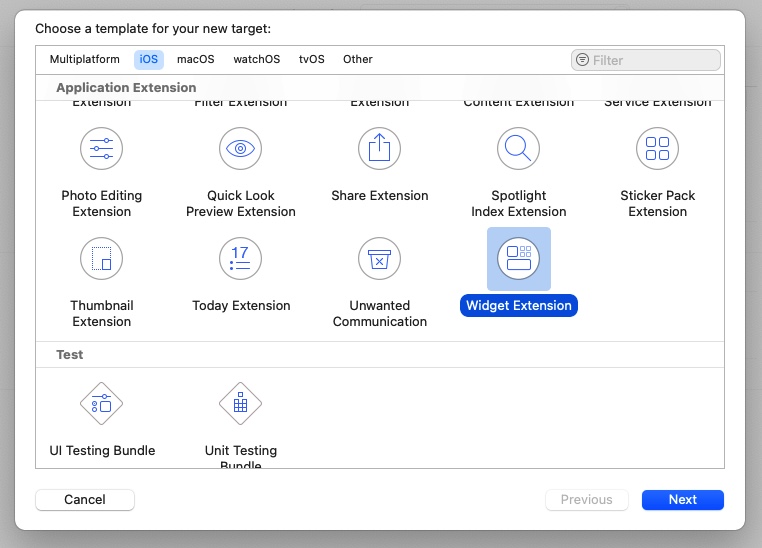 Choose a template for your new target:
Multiplatform iOS macOS watchOS tvOS Other Filter
Application Extension
Extension Filter Extension Extension Content Extension Service Extension
Photo Editing Quick Look Share Extension Spotlight Sticker Pack
Extension Preview Extension Index Extension Extension
17
Thumbnail Today Extension Unwanted Widget Extension
Extension Communication
Test
UI Testing Bundle Unit Testing
Bundle
Cancel Previous Next